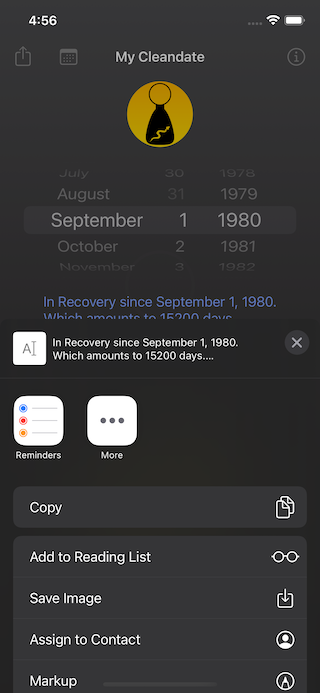 4:56
My Cleandate
July 30 1978
August 31 1979
September 1 1980
October 2 1981
November 3 1982
In Recovery since September 1, 1980.
Which amounts to 15200 days
A
In Recovery since September 1, 1980.
Which amounts to 15200 days....
Reminders
More
Copy
Add to Reading List
Save Image
Assign to Contact
Markup